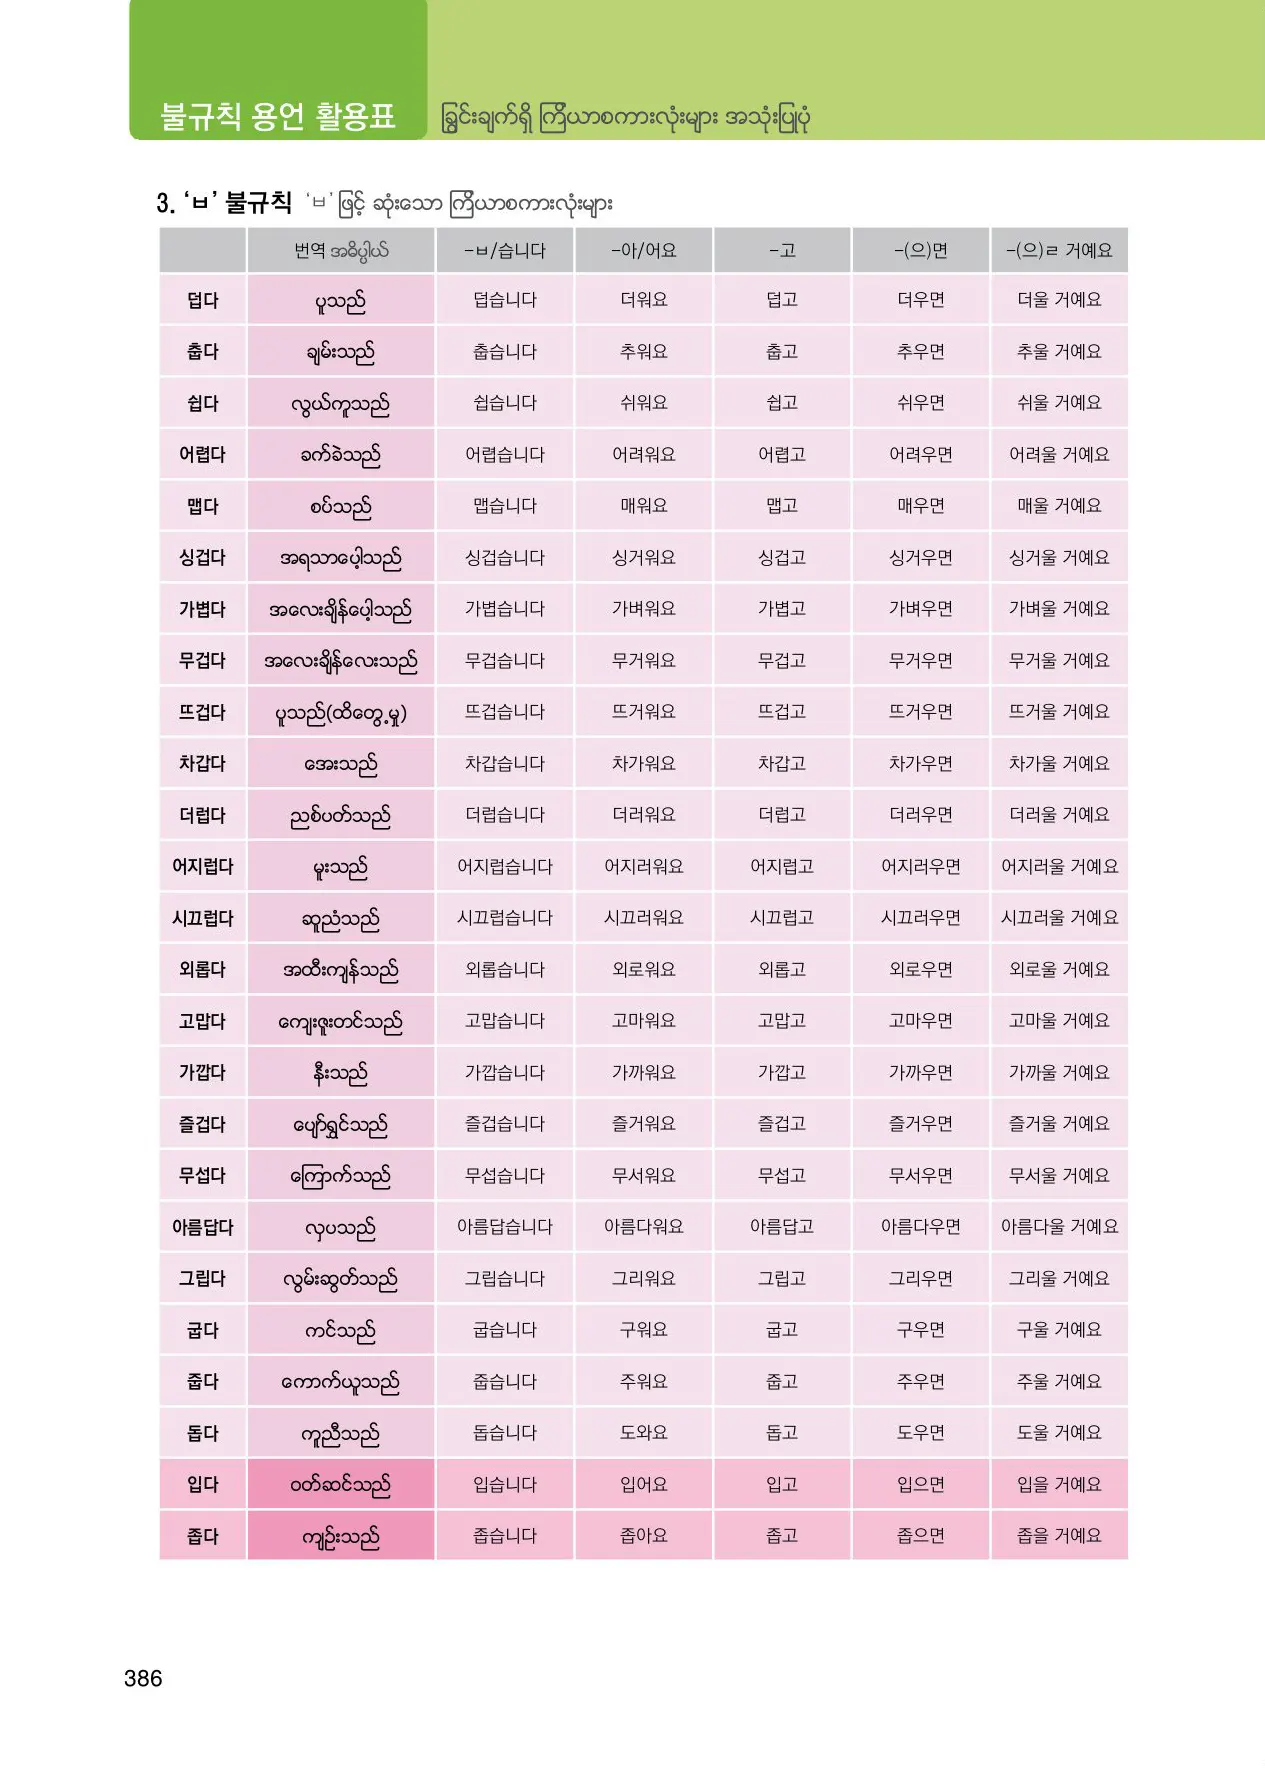 불규칙 용언 활용표 ခြွင်းချက်ရှိ ကြိယာစကားလုံးများ အသုံးပြုပုံ
3. ‘ㅂ’ 불규칙 ‘ㅂ’ ဖြင့် ဆုံးသော ကြိယာစကားလုံးများ
번역 အဓိပ္ပါယ် -ㅂ/습니다 -아/어요 -고 -(으)면 -(으)ㄹ 거예요
덥다 ပူသည် 덥습니다 더워요 덥고 더우면 더울 거예요
춥다 ချမ်းသည် 춥습니다 추워요 춥고 추우면 추울 거예요
쉽다 လွယ်ကူသည် 쉽습니다 쉬워요 쉽고 쉬우면 쉬울 거예요
어렵다 ခက်ခဲသည် 어렵습니다 어려워요 어렵고 어려우면 어려울 거예요
맵다 စပ်သည် 맵습니다 매워요 맵고 매우면 매울 거예요
싱겁다 အရသာပေါ့သည် 싱겁습니다 싱거워요 싱겁고 싱거우면 싱거울 거예요
가볍다 အလေးချိန်ပေါ့သည် 가볍습니다 가벼워요 가볍고 가벼우면 가벼울 거예요
무겁다 အလေးချိန်လေးသည် 무겁습니다 무거워요 무겁고 무거우면 무거울 거예요
뜨겁다 ပူသည်(ထိတွေ့မှု) 뜨겁습니다 뜨거워요 뜨겁고 뜨거우면 뜨거울 거예요
차갑다 အေးသည် 차갑습니다 차가워요 차갑고 차가우면 차가울 거예요
더럽다 ညစ်ပတ်သည် 더럽습니다 더러워요 더럽고 더러우면 더러울 거예요
어지럽다 မူးသည် 어지럽습니다 어지러워요 어지럽고 어지러우면 어지러울 거예요
시끄럽다 ဆူညံသည် 시끄럽습니다 시끄러워요 시끄럽고 시끄러우면 시끄러울 거예요
외롭다 အထီးကျန်သည် 외롭습니다 외로워요 외롭고 외로우면 외로울 거예요
고맙다 ကျေးဇူးတင်သည် 고맙습니다 고마워요 고맙고 고마우면 고마울 거예요
가깝다 နီးသည် 가깝습니다 가까워요 가깝고 가까우면 가까울 거예요
즐겁다 ပျော်ရွှင်သည် 즐겁습니다 즐거워요 즐겁고 즐거우면 즐거울 거예요
무섭다 ကြောက်သည် 무섭습니다 무서워요 무섭고 무서우면 무서울 거예요
아름답다 လှပသည် 아름답습니다 아름다워요 아름답고 아름다우면 아름다울 거예요
그립다 လွမ်းဆွတ်သည် 그립습니다 그리워요 그립고 그리우면 그리울 거예요
굽다 ကင်သည် 굽습니다 구워요 굽고 구우면 구울 거예요
줍다 ကောက်ယူသည် 줍습니다 주워요 줍고 주우면 주울 거예요
돕다 ကူညီသည် 돕습니다 도와요 돕고 도우면 도울 거예요
입다 ဝတ်ဆင်သည် 입습니다 입어요 입고 입으면 입을 거예요
좁다 ကျဉ်းသည် 좁습니다 좁아요 좁고 좁으면 좁을 거예요
386